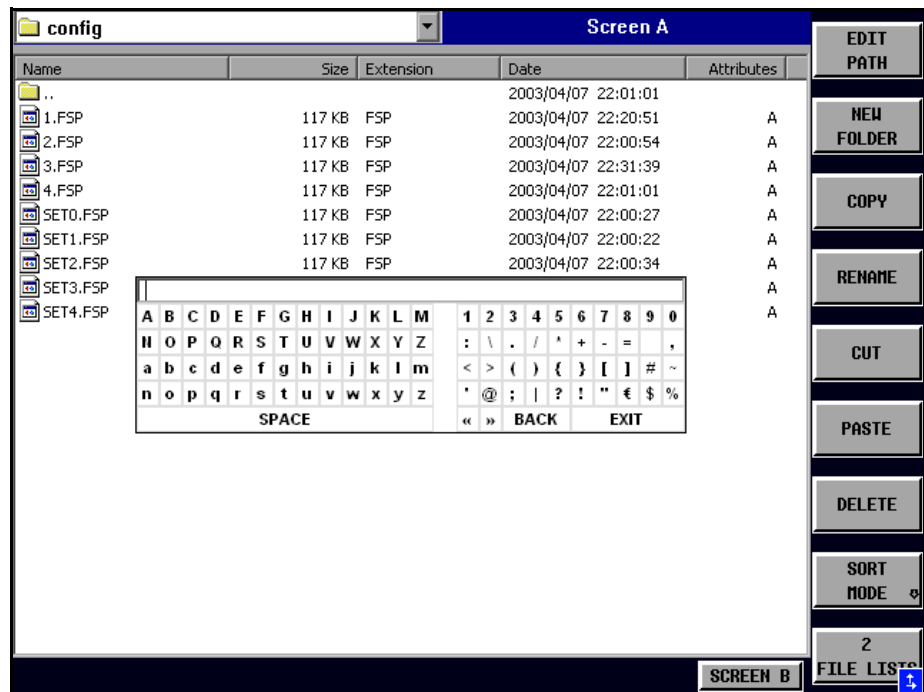 config
Screen A
Name Size Extension Date Attributes
.. 2003/04/07 22:01:01
1.FSP 117 KB FSP 2003/04/07 22:20:51 A
2.FSP 117 KB FSP 2003/04/07 22:00:54 A
3.FSP 117 KB FSP 2003/04/07 22:31:39 A
4.FSP 117 KB FSP 2003/04/07 22:01:01 A
SET0.FSP 117 KB FSP 2003/04/07 22:00:27 A
SET1.FSP 117 KB FSP 2003/04/07 22:00:22 A
SET2.FSP 117 KB FSP 2003/04/07 22:00:34 A
SET3.FSP A
SET4.FSP A
A B C D E F G H I J K L M 1 2 3 4 5 6 7 8 9 0
N O P Q R S T U V W X Y Z : \ . / * + - = ,
a b c d e f g h i j k l m < > ( ) { } [ ] # ~
n o p q r s t u v w x y z ' @ ; | ? ! " € $ %
SPACE « » BACK EXIT
EDIT
PATH
NEW
FOLDER
COPY
RENAME
CUT
PASTE
DELETE
SORT
MODE
2
FILE LISTS
SCREEN B